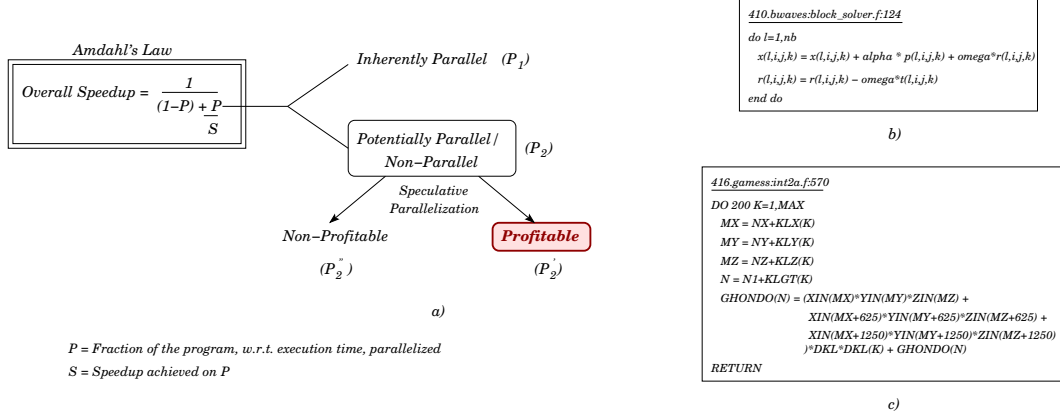 Amdahl's Law
Overall Speedup = 1
(1−P) + P
S
Inherently Parallel (P1)
Potentially Parallel /
Non−Parallel
(P2)
Speculative
Parallelization
Non−Profitable
(P2'')
Profitable
(P2')
a)
P = Fraction of the program, w.r.t. execution time, parallelized
S = Speedup achieved on P
410.bwaves:block_solver.f:124
do l=1,nb
x(l,i,j,k) = x(l,i,j,k) + alpha * p(l,i,j,k) + omega*r(l,i,j,k)
r(l,i,j,k) = r(l,i,j,k) − omega*t(l,i,j,k)
end do
b)
416.gamess:int2a.f:570
DO 200 K=1,MAX
MX = NX+KLX(K)
MY = NY+KLY(K)
MZ = NZ+KLZ(K)
N = N1+KLGT(K)
GHONDO(N) = (XIN(MX)*YIN(MY)*ZIN(MZ) +
XIN(MX+625)*YIN(MY+625)*ZIN(MZ+625) +
XIN(MX+1250)*YIN(MY+1250)*ZIN(MZ+1250)
)*DKL*DKL(K) + GHONDO(N)
RETURN
c)